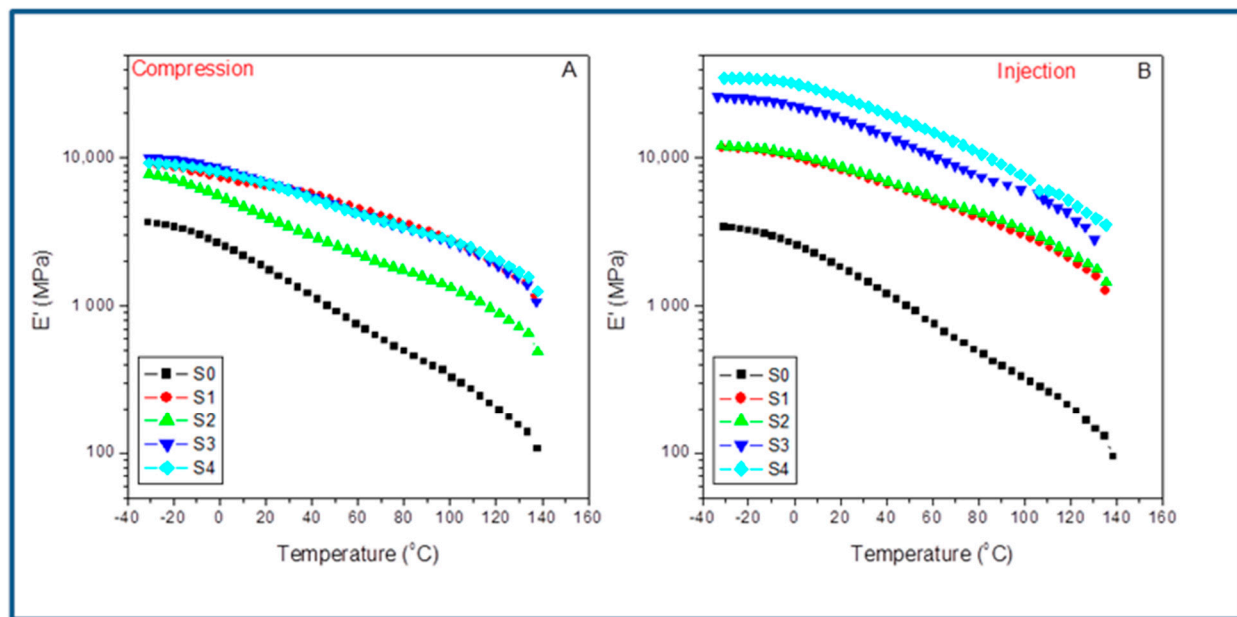 Compression
A
10,000
1 000
100
E' (MPa)
S0
S1
S2
S3
S4
-40 -20 0 20 40 60 80 100 120 140 160
Temperature (°C)
Injection
B
10,000
1 000
100
E' (MPa)
S0
S1
S2
S3
S4
-40 -20 0 20 40 60 80 100 120 140 160
Temperature (°C)